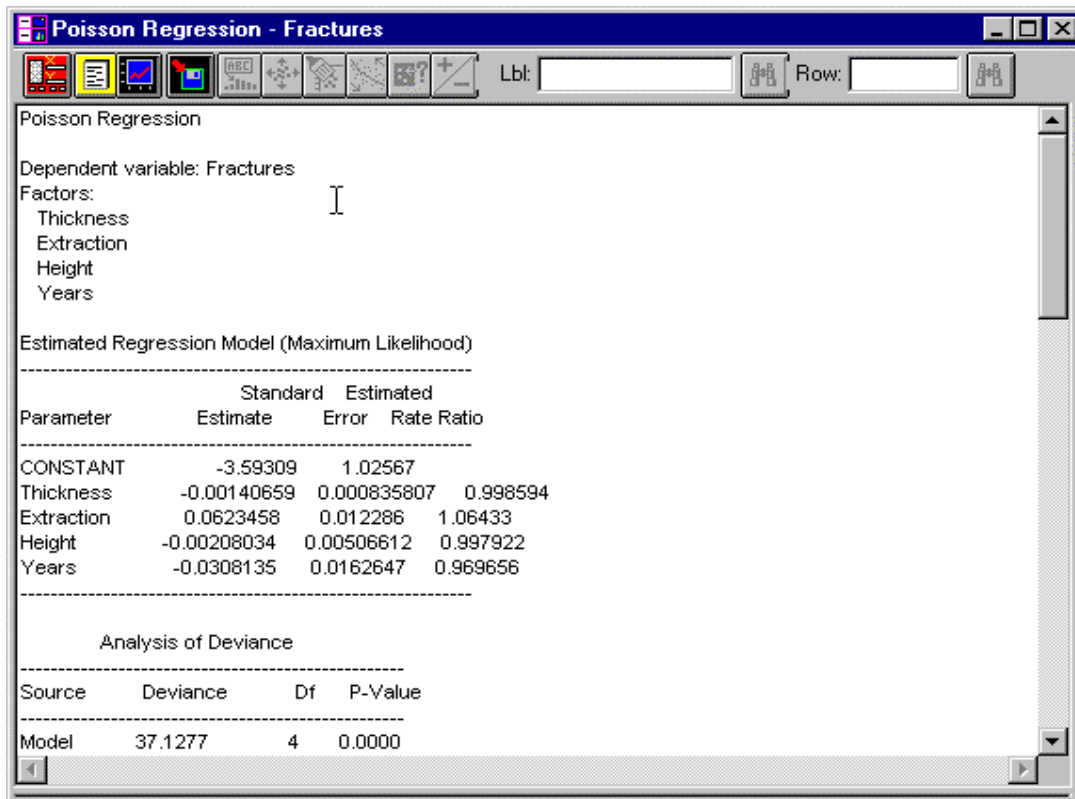 Poisson Regression - Fractures
Lbl: Row:
Poisson Regression
Dependent variable: Fractures
Factors:
Thickness
Extraction
Height
Years
Estimated Regression Model (Maximum Likelihood)
------------------------------------------------------------
Standard Estimated
Parameter Estimate Error Rate Ratio
------------------------------------------------------------
CONSTANT -3.59309 1.02567
Thickness -0.00140659 0.000835807 0.998594
Extraction 0.0623458 0.012286 1.06433
Height -0.00208034 0.00506612 0.997922
Years -0.0308135 0.0162647 0.969656
------------------------------------------------------------
Analysis of Deviance
---------------------------------------------------
Source Deviance Df P-Value
---------------------------------------------------
Model 37.1277 4 0.0000